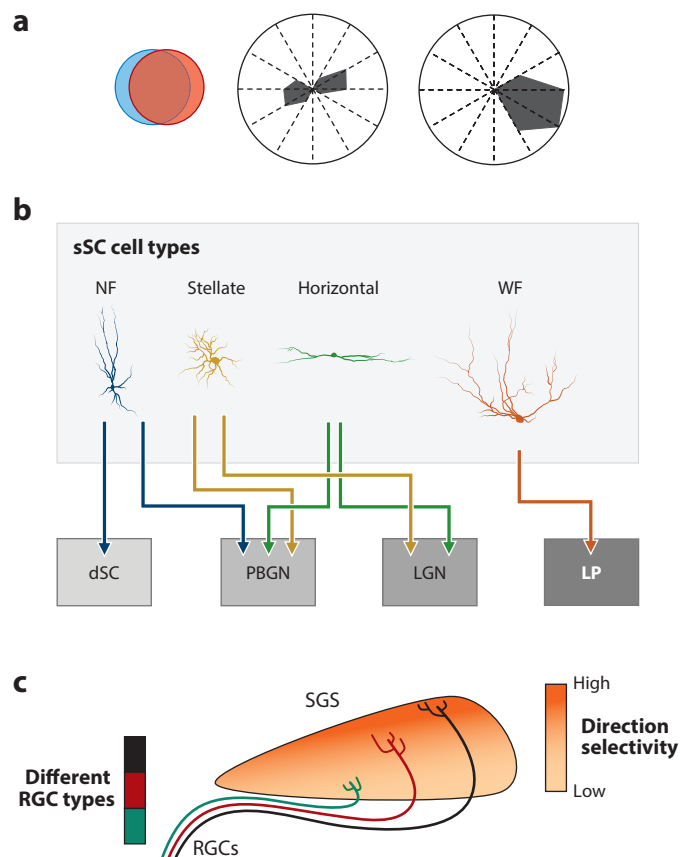 a
b
sSC cell types
NF Stellate Horizontal WF
dSC PBGN LGN LP
c
SGS
High
Direction
selectivity
Low
Different
RGC types
RGCs